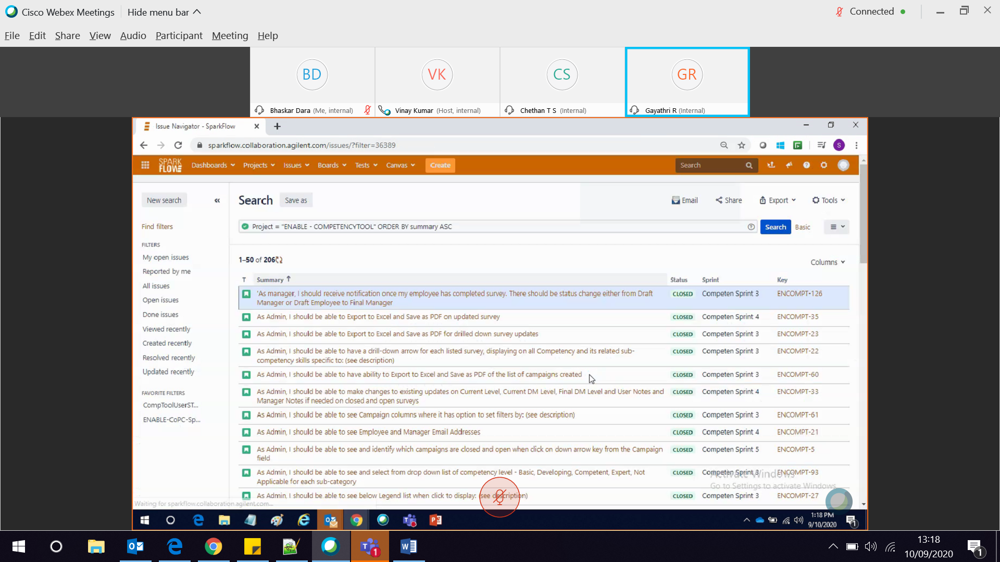 Cisco Webex Meetings
Hide menu bar
Connected
File Edit Share View Audio Participant Meeting Help
BD
VK
CS
GR
Bhaskar Dara (Me, internal)
Vinay Kumar (Host, internal)
Chethan T S (Internal)
Gayathri R (Internal)
Issue Navigator - SparkFlow
sparkflow.collaboration.agilent.com/issues/?filter=36389
S
SPARK
FLOW
Dashboards Projects Issues Boards Tests Canvas Create
Search
New search
Search
Save as
Email Share Export Tools
Find filters
Project = "ENABLE - COMPETENCYTOOL" ORDER BY summary ASC
Search Basic
FILTERS
My open issues
Reported by me
All issues
Open issues
Done issues
Viewed recently
Created recently
Resolved recently
Updated recently
FAVORITE FILTERS
CompToolUserST...
ENABLE-CoPC-Sp...
1–50 of 206
Columns
T Summary Status Sprint Key
'As manager, I should receive notification once my employee has completed survey. There should be status change either from Draft
Manager or Draft Employee to Final Manager
CLOSED Competen Sprint 3 ENCOMPT-126
As Admin, I should be able to Export to Excel and Save as PDF on updated survey CLOSED Competen Sprint 4 ENCOMPT-35
As Admin, I should be able to Export to Excel and Save as PDF for drilled down survey updates CLOSED Competen Sprint 3 ENCOMPT-23
As Admin, I should be able to have a drill-down arrow for each listed survey, displaying on all Competency and its related sub-
competency skills specific to: (see description)
CLOSED Competen Sprint 3 ENCOMPT-22
As Admin, I should be able to have ability to Export to Excel and Save as PDF of the list of campaigns created CLOSED Competen Sprint 3 ENCOMPT-60
As Admin, I should be able to make changes to existing updates on Current Level, Current DM Level, Final DM Level and User Notes and
Manager Notes if needed on closed and open surveys
CLOSED Competen Sprint 4 ENCOMPT-33
As Admin, I should be able to see Campaign columns where it has option to set filters by: (see description) CLOSED Competen Sprint 3 ENCOMPT-61
As Admin, I should be able to see Employee and Manager Email Addresses CLOSED Competen Sprint 4 ENCOMPT-21
As Admin, I should be able to see and identify which campaigns are closed and open when click on down arrow key from the Campaign
field
CLOSED Competen Sprint 5 ENCOMPT-5
As Admin, I should be able to see and select from drop down list of competency level - Basic, Developing, Competent, Expert, Not
Applicable for each sub-category
CLOSED Competen Sprint 3 ENCOMPT-93
As Admin, I should be able to see below Legend list when click to display: (see description) CLOSED Competen Sprint 3 ENCOMPT-27
Activate Windows
Go to Settings to activate Windows.
Waiting for sparkflow.collaboration.agilent.com...
1:18 PM
9/10/2020
1
13:18
10/09/2020
1
1